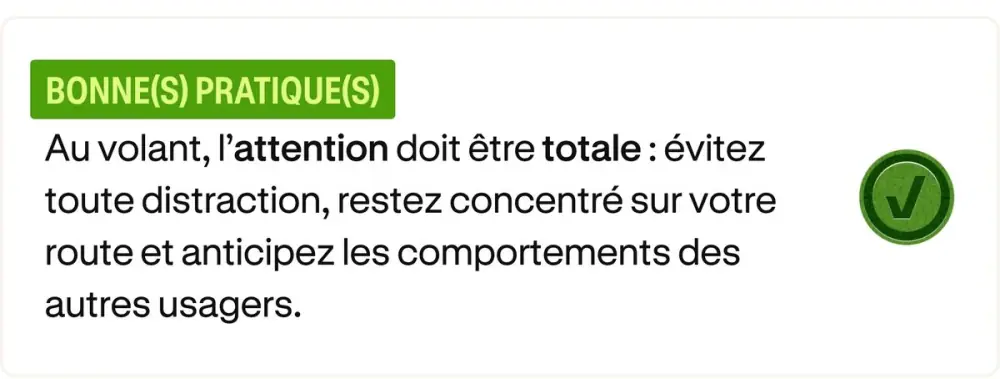 BONNE(S) PRATIQUE(S)
Au volant, l’attention doit être totale : évitez
toute distraction, restez concentré sur votre
route et anticipez les comportements des
autres usagers.